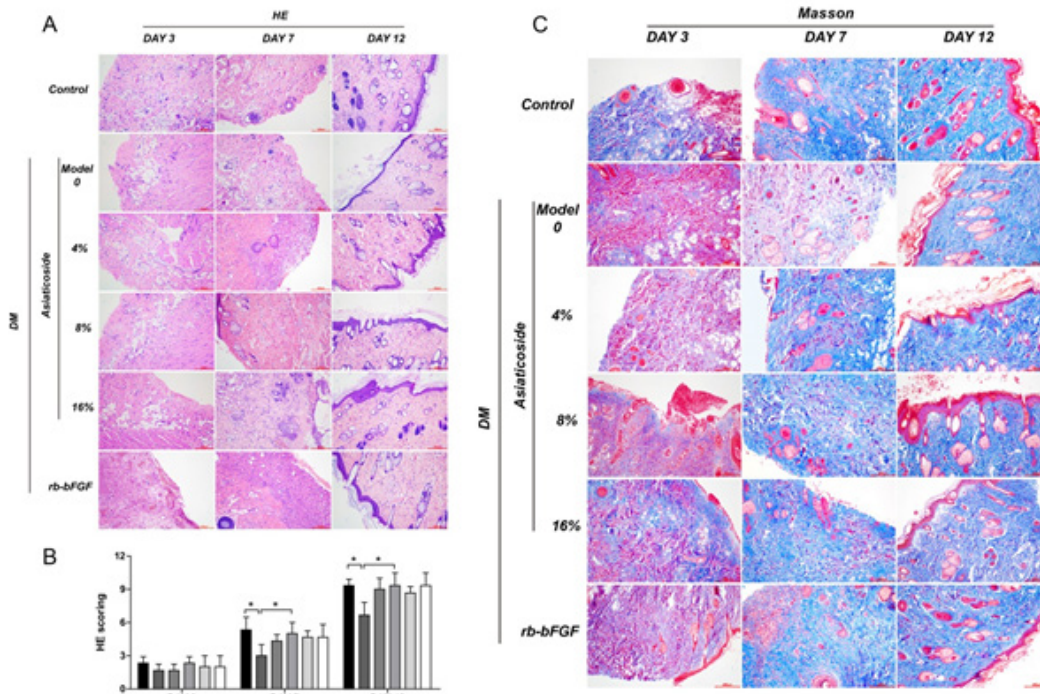 A
HE
DAY 3 DAY 7 DAY 12
Control
Model
0
4%
8%
16%
rb-bFGF
DM
Asiaticoside
B
HE scoring
12
9
6
3
0
* *
* *
C
Masson
DAY 3 DAY 7 DAY 12
Control
Model
0
4%
8%
16%
rb-bFGF
DM
Asiaticoside